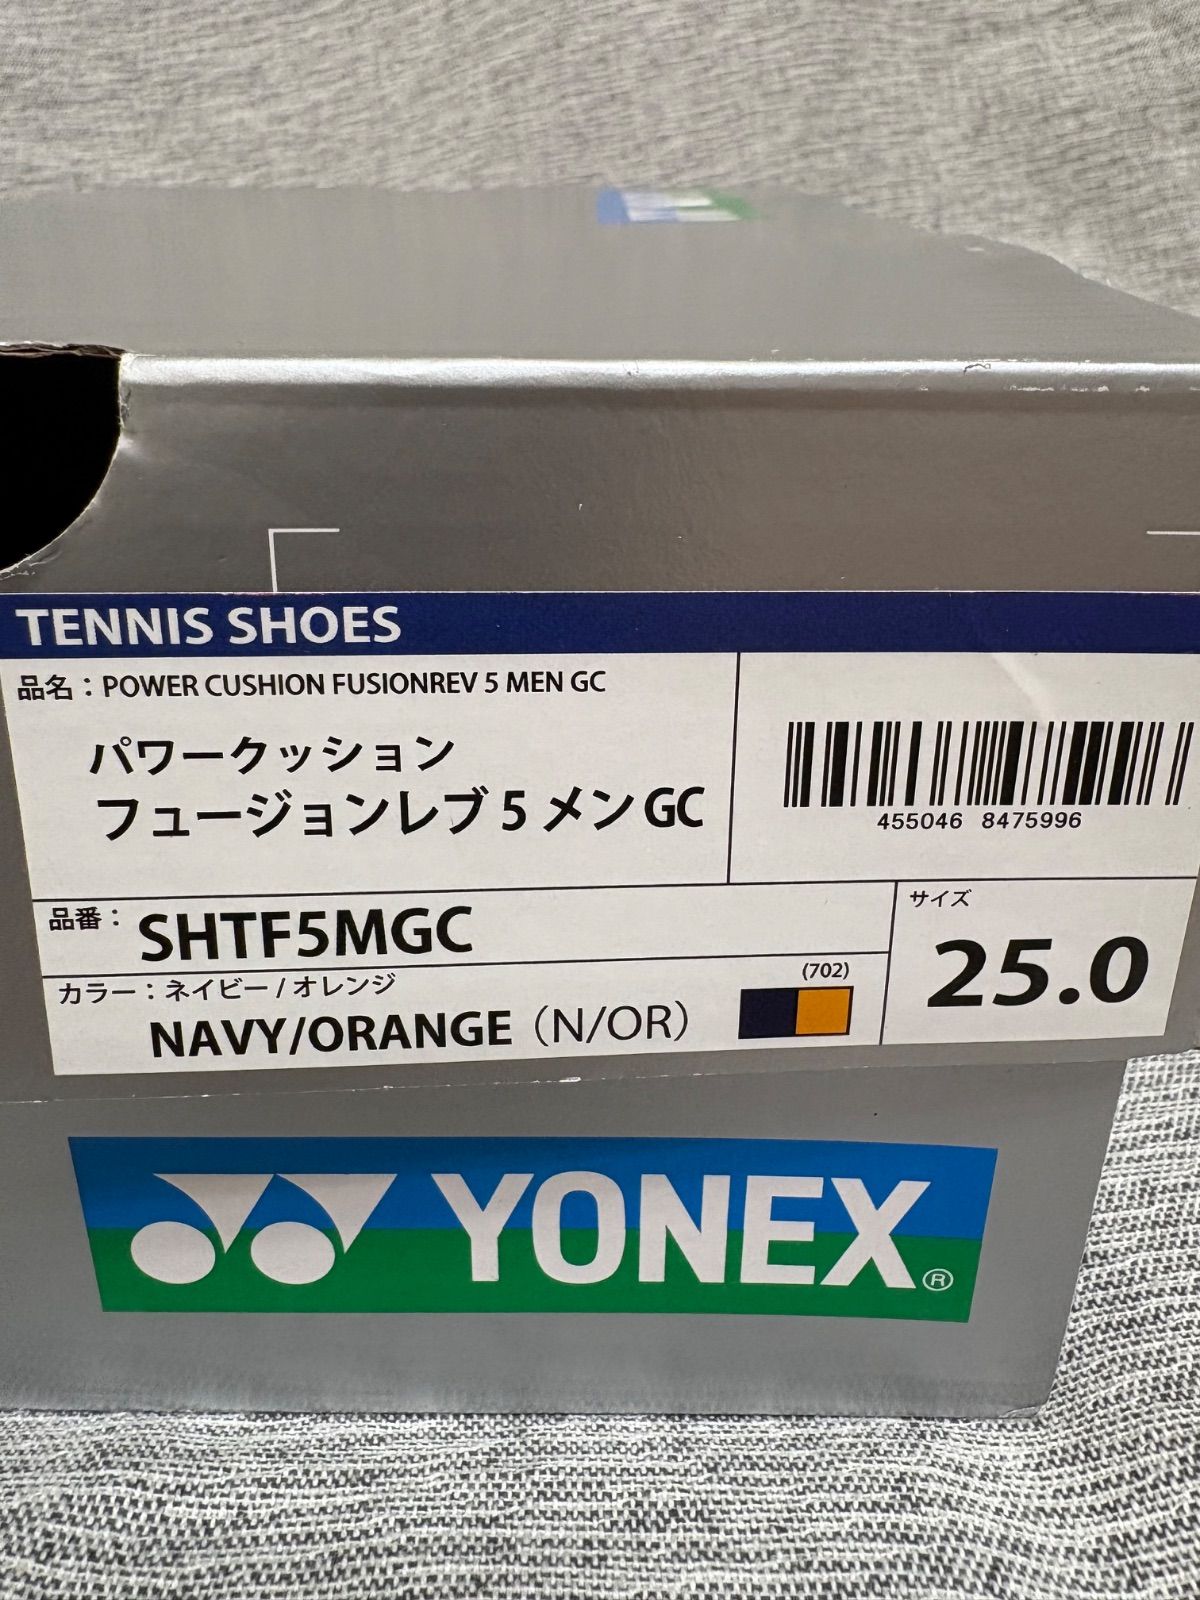 TENNIS SHOES
品名：POWER CUSHION FUSIONREV 5 MEN GC
パワークッション
フュージョンレブ 5 メン GC
455046 8475996
品番：SHTF5MGC
サイズ
25.0
カラー：ネイビー / オレンジ
(702)
NAVY/ORANGE（N/OR）
YONEX®